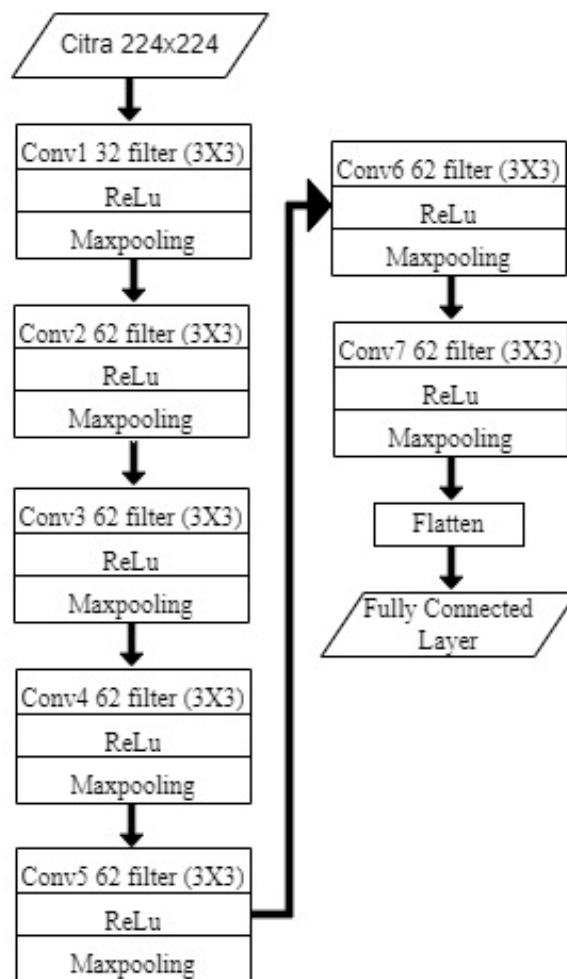 Citra 224x224
Conv1 32 filter (3X3)
ReLu
Maxpooling
Conv2 62 filter (3X3)
ReLu
Maxpooling
Conv3 62 filter (3X3)
ReLu
Maxpooling
Conv4 62 filter (3X3)
ReLu
Maxpooling
Conv5 62 filter (3X3)
ReLu
Maxpooling
Conv6 62 filter (3X3)
ReLu
Maxpooling
Conv7 62 filter (3X3)
ReLu
Maxpooling
Flatten
Fully Connected
Layer